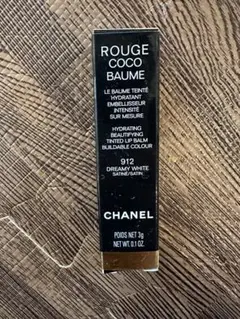 ROUGE
COCO
BAUME
LE BAUME TEINTÉ
HYDRATANT
EMBELLISSEUR
INTENSITÉ
SUR MESURE
HYDRATING
BEAUTIFYING
TINTED LIP BALM
BUILDABLE COLOUR
912
DREAMY WHITE
SATINÉ/SATIN
CHANEL
POIDS NET 3g
NET WT. 0.1 OZ.